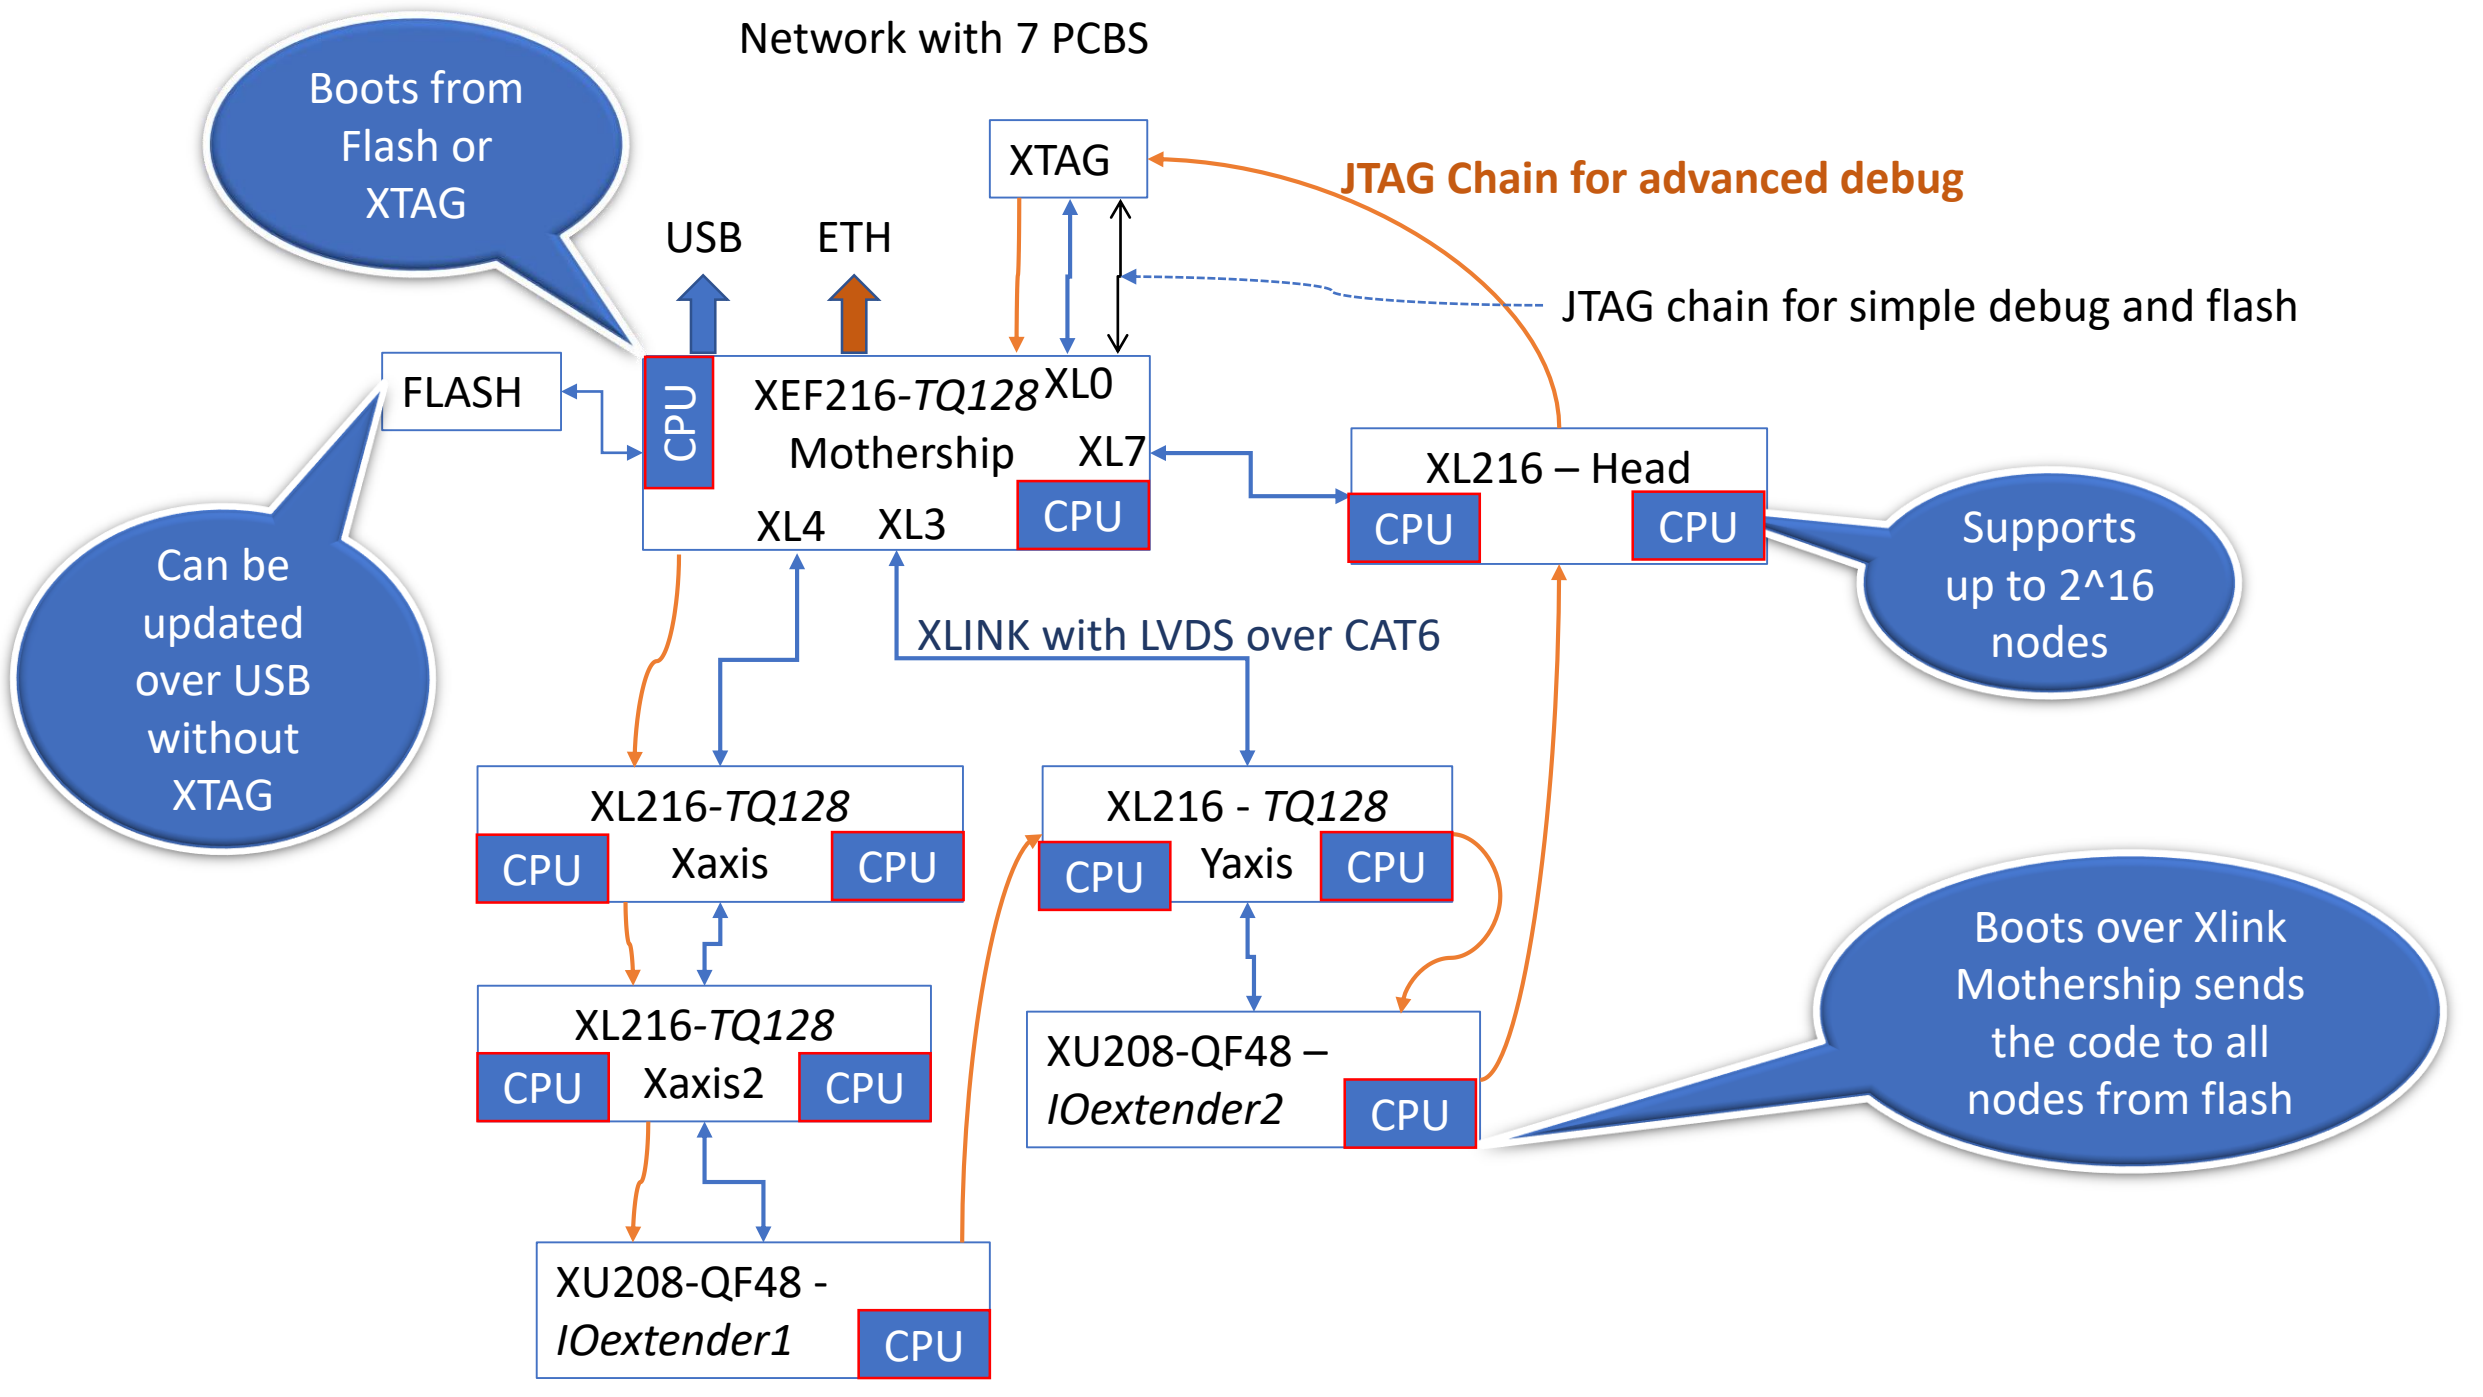 Network with 7 PCBS
Boots from
Flash or
XTAG
XTAG
JTAG Chain for advanced debug
USB
ETH
JTAG chain for simple debug and flash
FLASH
CPU
XEF216-TQ128
XL0
Mothership
XL7
CPU
XL4
XL3
XL216 – Head
CPU
CPU
Supports
up to 2^16
nodes
Can be
updated
over USB
without
XTAG
XLINK with LVDS over CAT6
XL216-TQ128
Xaxis
CPU
CPU
XL216 - TQ128
Yaxis
CPU
CPU
Boots over Xlink
Mothership sends
the code to all
nodes from flash
XL216-TQ128
Xaxis2
CPU
CPU
XU208-QF48 –
IOextender2
CPU
XU208-QF48 -
IOextender1
CPU